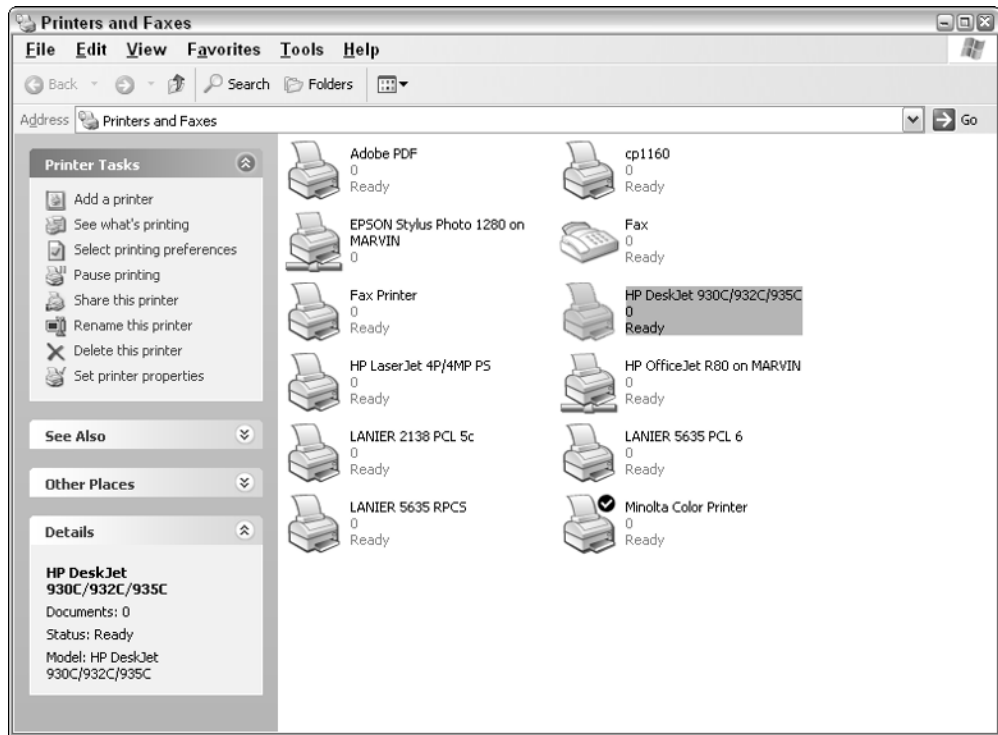 Printers and Faxes
File Edit View Favorites Tools Help
Back Search Folders
Address Printers and Faxes Go
Printer Tasks
Add a printer
See what's printing
Select printing preferences
Pause printing
Share this printer
Rename this printer
Delete this printer
Set printer properties
See Also
Other Places
Details
HP DeskJet
930C/932C/935C
Documents: 0
Status: Ready
Model: HP DeskJet
930C/932C/935C
Adobe PDF
0
Ready
cp1160
0
Ready
EPSON Stylus Photo 1280 on
MARVIN
0
Fax
0
Ready
Fax Printer
0
Ready
HP DeskJet 930C/932C/935C
0
Ready
HP LaserJet 4P/4MP PS
0
Ready
HP OfficeJet R80 on MARVIN
0
Ready
LANIER 2138 PCL 5c
0
Ready
LANIER 5635 PCL 6
0
Ready
LANIER 5635 RPCS
0
Ready
Minolta Color Printer
0
Ready